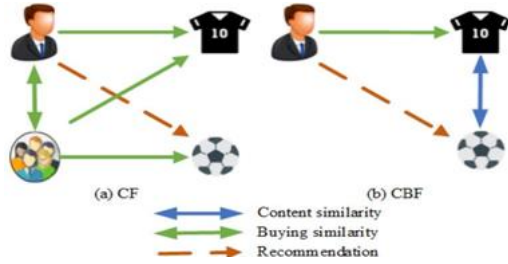 10
10
(a) CF
(b) CBF
Content similarity
Buying similarity
Recommendation